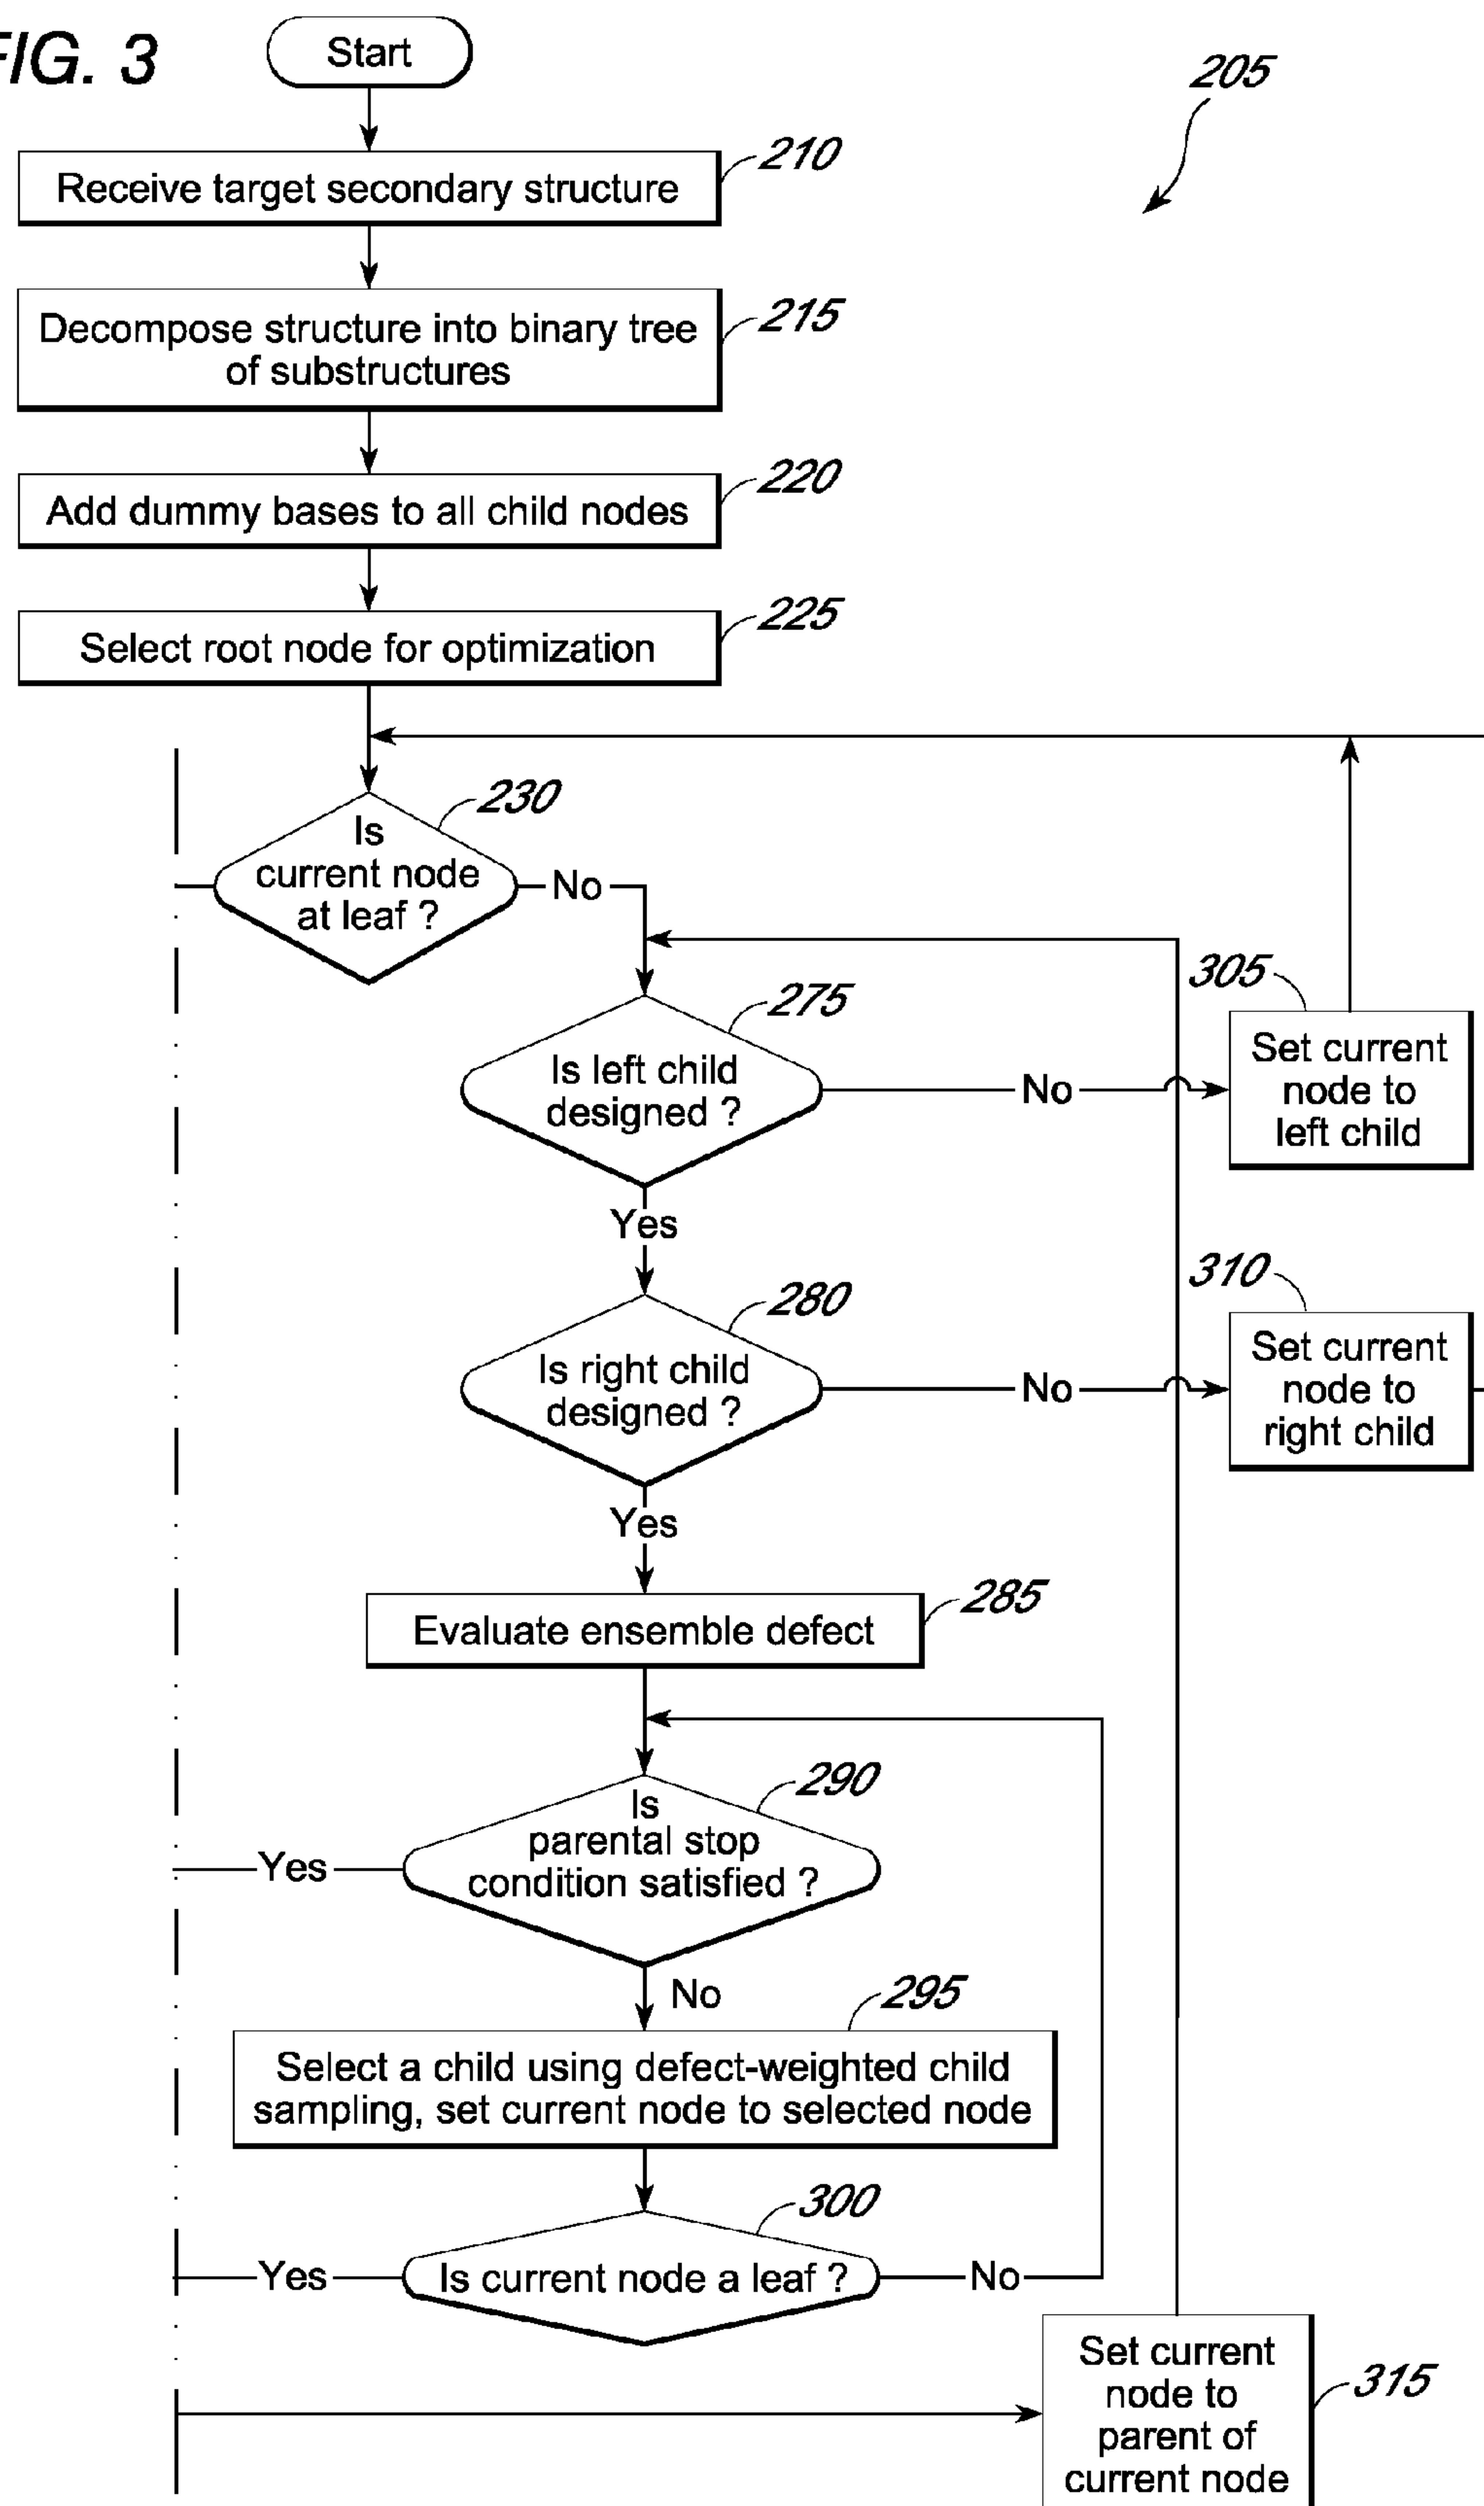 FIG. 3
Start
205
210
Receive target secondary structure
215
Decompose structure into binary tree
of substructures
220
Add dummy bases to all child nodes
225
Select root node for optimization
230
Is
current node
at leaf ?
No
275
Is left child
designed ?
No
305
Set current
node to
left child
Yes
280
Is right child
designed ?
No
310
Set current
node to
right child
Yes
285
Evaluate ensemble defect
290
Is
parental stop
condition satisfied ?
Yes
No
295
Select a child using defect-weighted child
sampling, set current node to selected node
300
Is current node a leaf ?
Yes
No
315
Set current
node to
parent of
current node